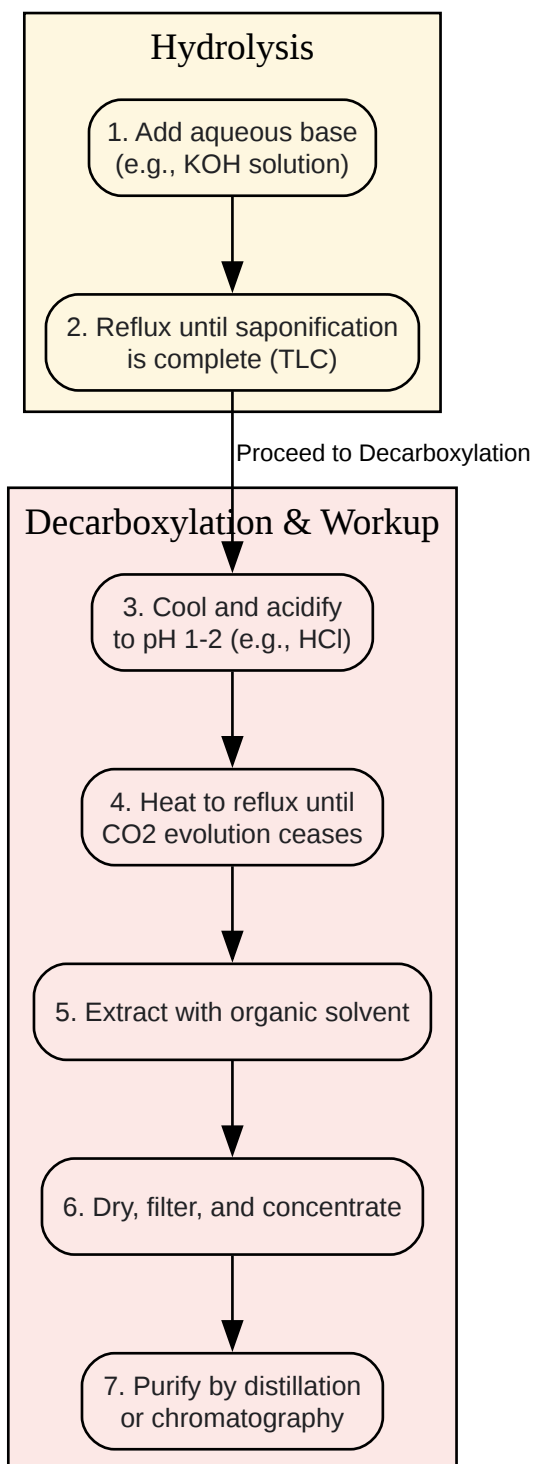 Hydrolysis
1. Add aqueous base
(e.g., KOH solution)
2. Reflux until saponification
is complete (TLC)
Proceed to Decarboxylation
Decarboxylation & Workup
3. Cool and acidify
to pH 1-2 (e.g., HCl)
4. Heat to reflux until
CO2 evolution ceases
5. Extract with organic solvent
6. Dry, filter, and concentrate
7. Purify by distillation
or chromatography